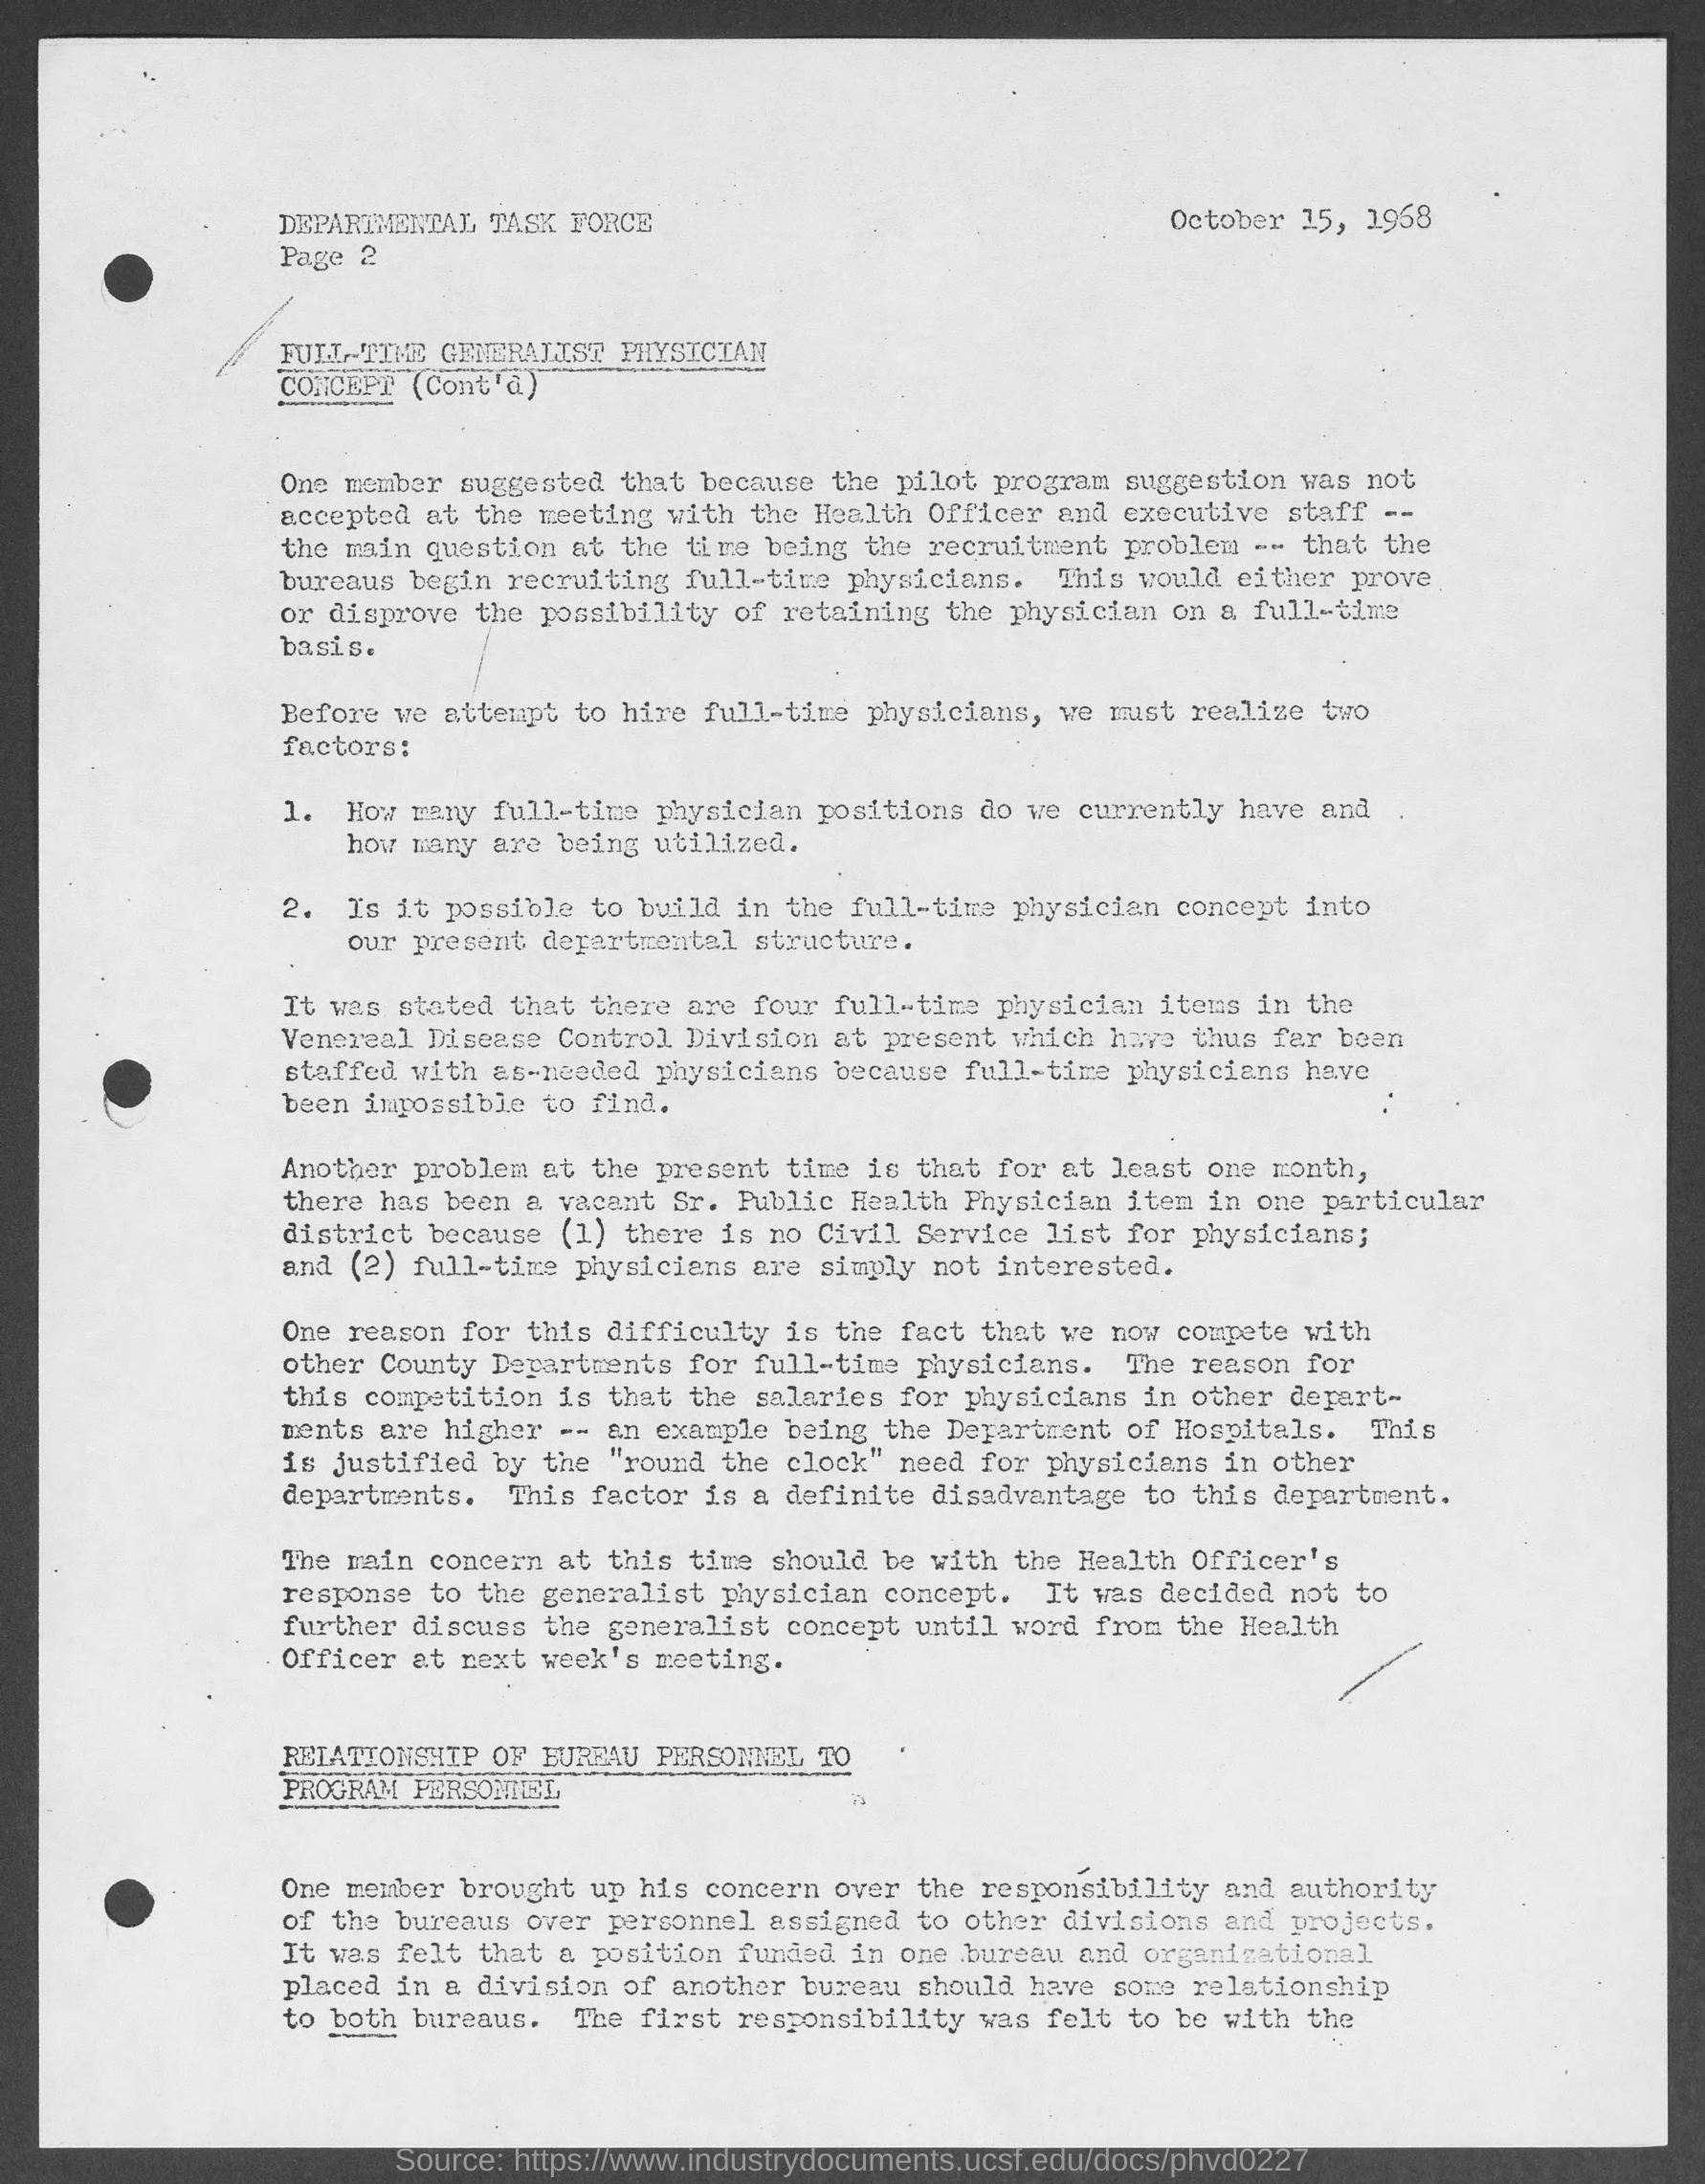 DEPARTMENTAL TASK FORCE
October 15, 1968
Page 2
FULL-TIME GENERALIST PHYSICIAN
CONCEPT (Cont'd)
One member suggested that because the pilot program suggestion was not
accepted at the meeting with the Health Officer and executive staff --
the main question at the time being the recruitment problem -- that the
bureaus begin recruiting full-time physicians. This would either prove
or disprove the possibility of retaining the physician on a full-time
basis.
Before we attempt to hire full-time physicians, we must realize two
factors:
1. How many full-time physician positions do we currently have and
how many are being utilized.
2. Is it possible to build in the full-time physician concept into
our present departmental structure.
It was stated that there are four full-time physician items in the
Venereal Disease Control Division at present which have thus far been
staffed with as-needed physicians because full-time physicians have
been impossible to find.
Another problem at the present time is that for at least one month,
there has been a vacant Sr. Public Health Physician item in one particular
district because (1) there is no Civil Service list for physicians;
and (2) full-time physicians are simply not interested.
One reason for this difficulty is the fact that we now compete with
other County Departments for full-time physicians. The reason for
this competition is that the salaries for physicians in other depart-
ments are higher -- an example being the Department of Hospitals. This
is justified by the "round the clock" need for physicians in other
departments. This factor is a definite disadvantage to this department.
The main concern at this time should be with the Health Officer's
response to the generalist physician concept. It was decided not to
further discuss the generalist concept until word from the Health
Officer at next week's meeting.
RELATIONSHIP OF BUREAU PERSONNEL TO
PROGRAM PERSONNEL
One member brought up his concern over the responsibility and authority
of the bureaus over personnel assigned to other divisions and projects.
It was felt that a position funded in one bureau and organizational
placed in a division of another bureau should have some relationship
to both bureaus. The first responsibility was felt to be with the
Source: https://www.industrydocuments.ucsf.edu/docs/phvd0227